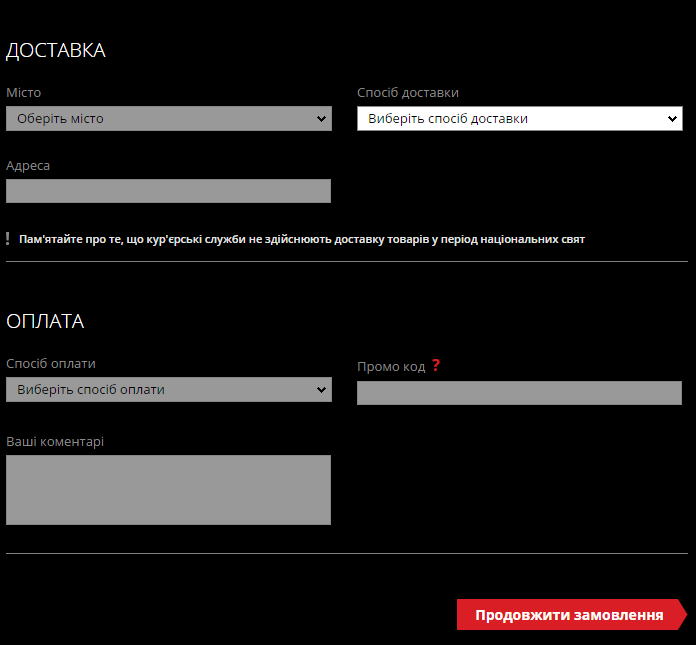 ДОСТАВКА
Місто
Спосіб доставки
Оберіть місто
Виберіть спосіб доставки
Адреса
! Пам'ятайте про те, що кур'єрські служби не здійснюють доставку товарів у період національних свят
ОПЛАТА
Спосіб оплати
Промо код ?
Виберіть спосіб оплати
Ваші коментарі
Продовжити замовлення